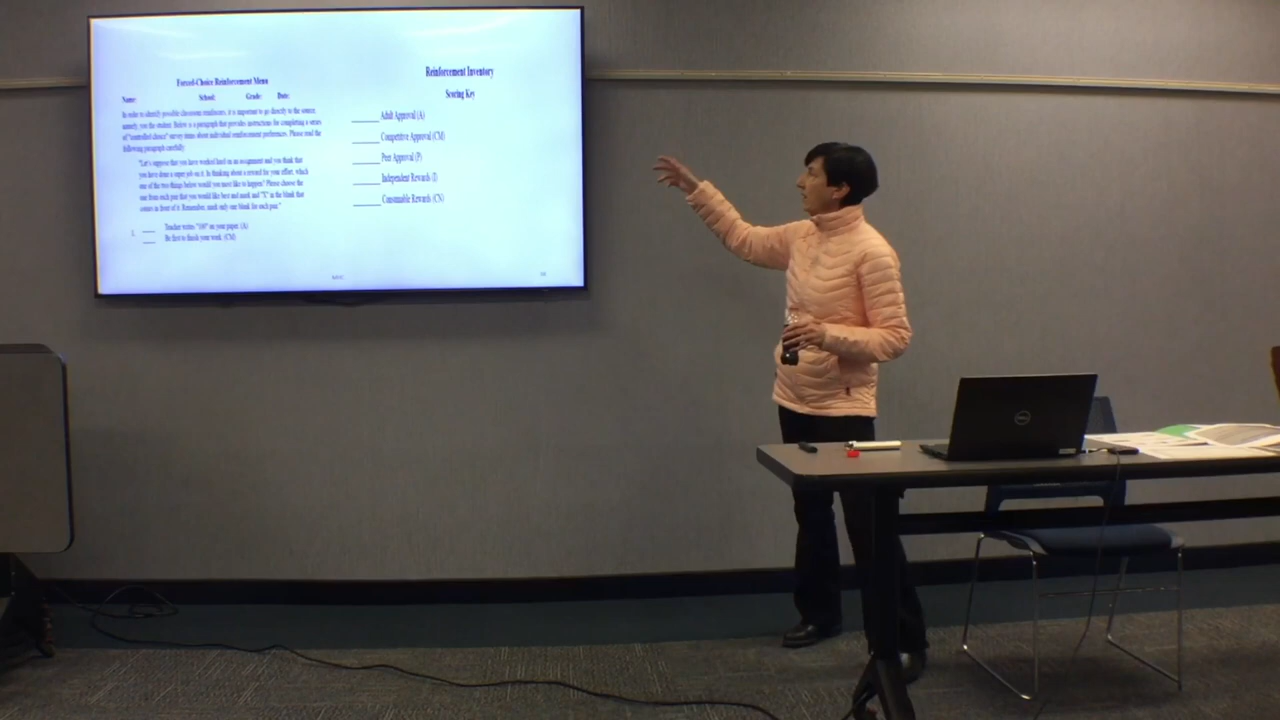 Forced-Choice Reinforcement Menu
Name: School: Grade: Date:
In order to identify possible classroom reinforcers, it is important to go directly to the source,
namely, you the student. Below is a paragraph that provides instructions for completing a series
of "controlled choice" survey items about individual reinforcement preferences. Please read the
following paragraph carefully:
"Let's suppose that you have worked hard on an assignment and you think that
you have done a super job on it. In thinking about a reward for your effort, which
one of the two things below would you most like to happen? Please choose the
one from each pair that you would like best and mark and "X" in the blank that
comes in front of it. Remember, mark only one blank for each pair."
1. ____ Teacher writes "100" on your paper. (A)
____ Be first to finish your work. (CM)
Reinforcement Inventory
Scoring Key
______ Adult Approval (A)
______ Competitive Approval (CM)
______ Peer Approval (P)
______ Independent Rewards (I)
______ Consumable Rewards (CN)
DELL